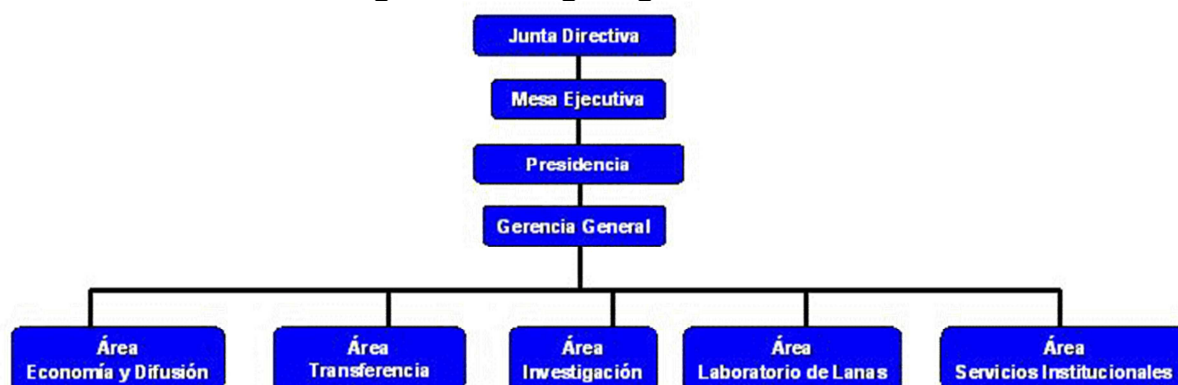 Junta Directiva
Mesa Ejecutiva
Presidencia
Gerencia General
Área
Economía y Difusión
Área
Transferencia
Área
Investigación
Área
Laboratorio de Lanas
Área
Servicios Institucionales